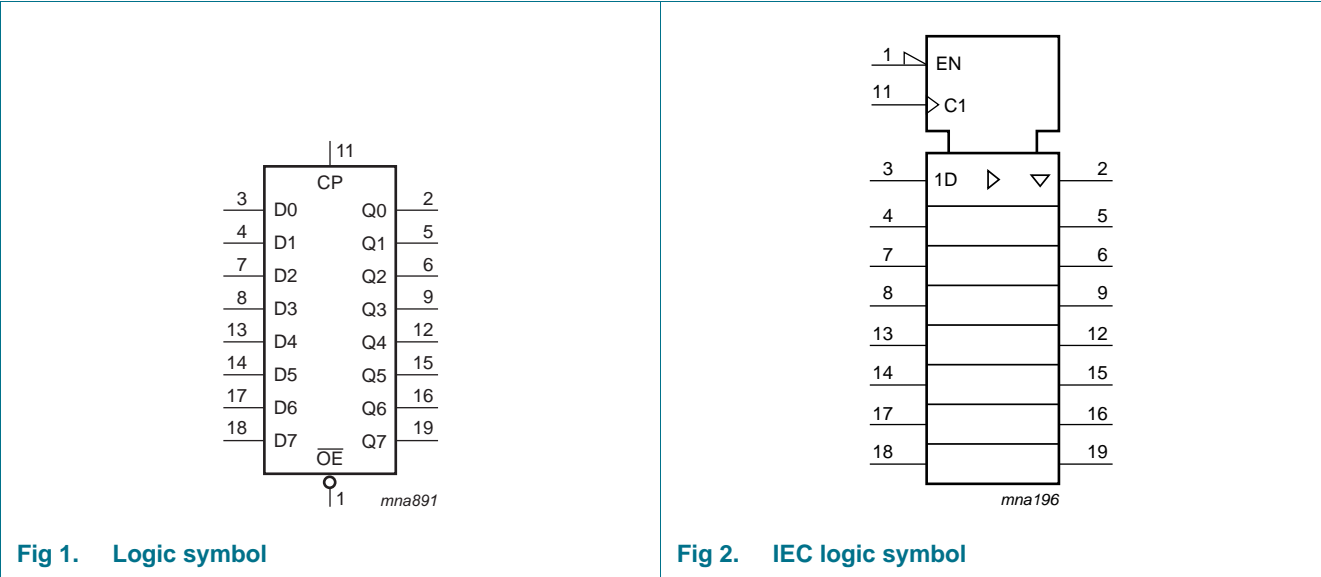 11
CP
3 D0 Q0 2
4 D1 Q1 5
7 D2 Q2 6
8 D3 Q3 9
13 D4 Q4 12
14 D5 Q5 15
17 D6 Q6 16
18 D7 Q7 19
OE
1
mna891
Fig 1. Logic symbol
1 EN
11 C1
3 1D 2
4 5
7 6
8 9
13 12
14 15
17 16
18 19
mna196
Fig 2. IEC logic symbol